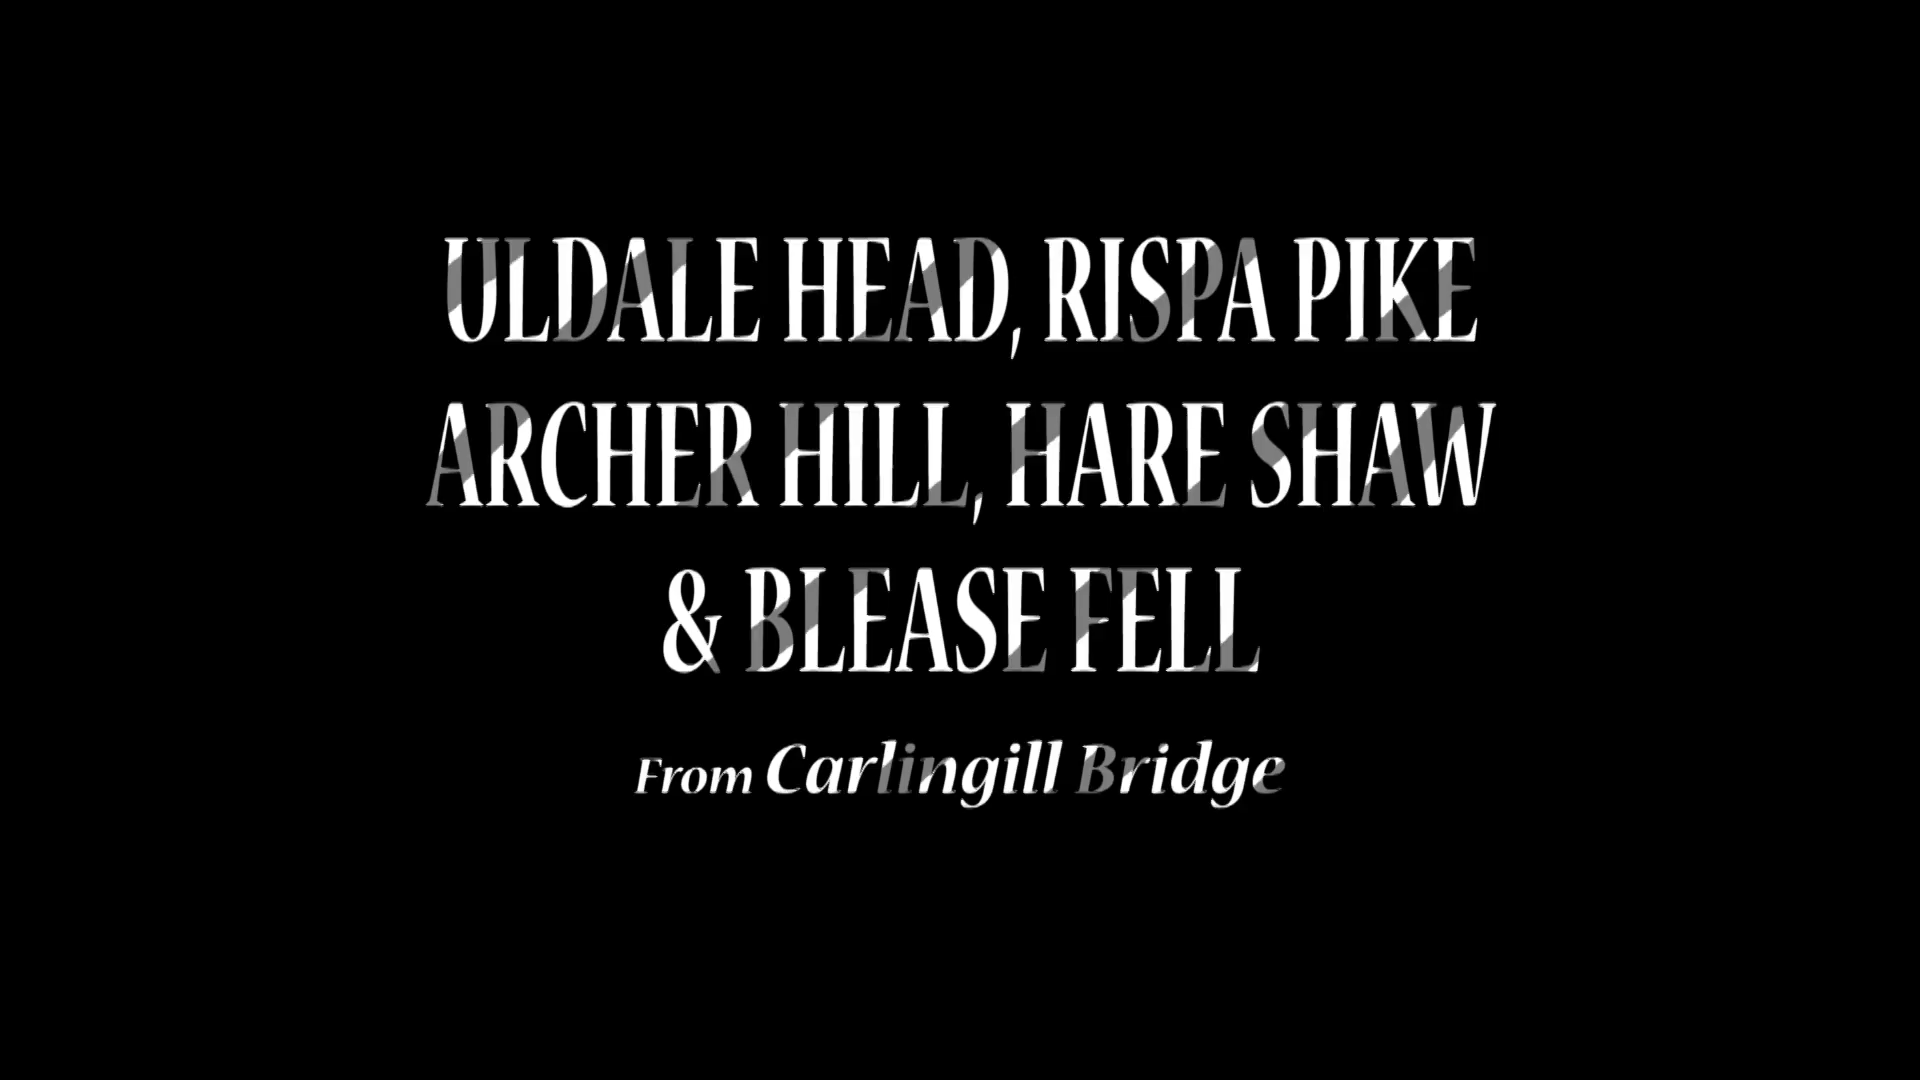 ULDALE HEAD, RISPA PIKE
ARCHER HILL, HARE SHAW
& BLEASE FELL
From Carlingill Bridge